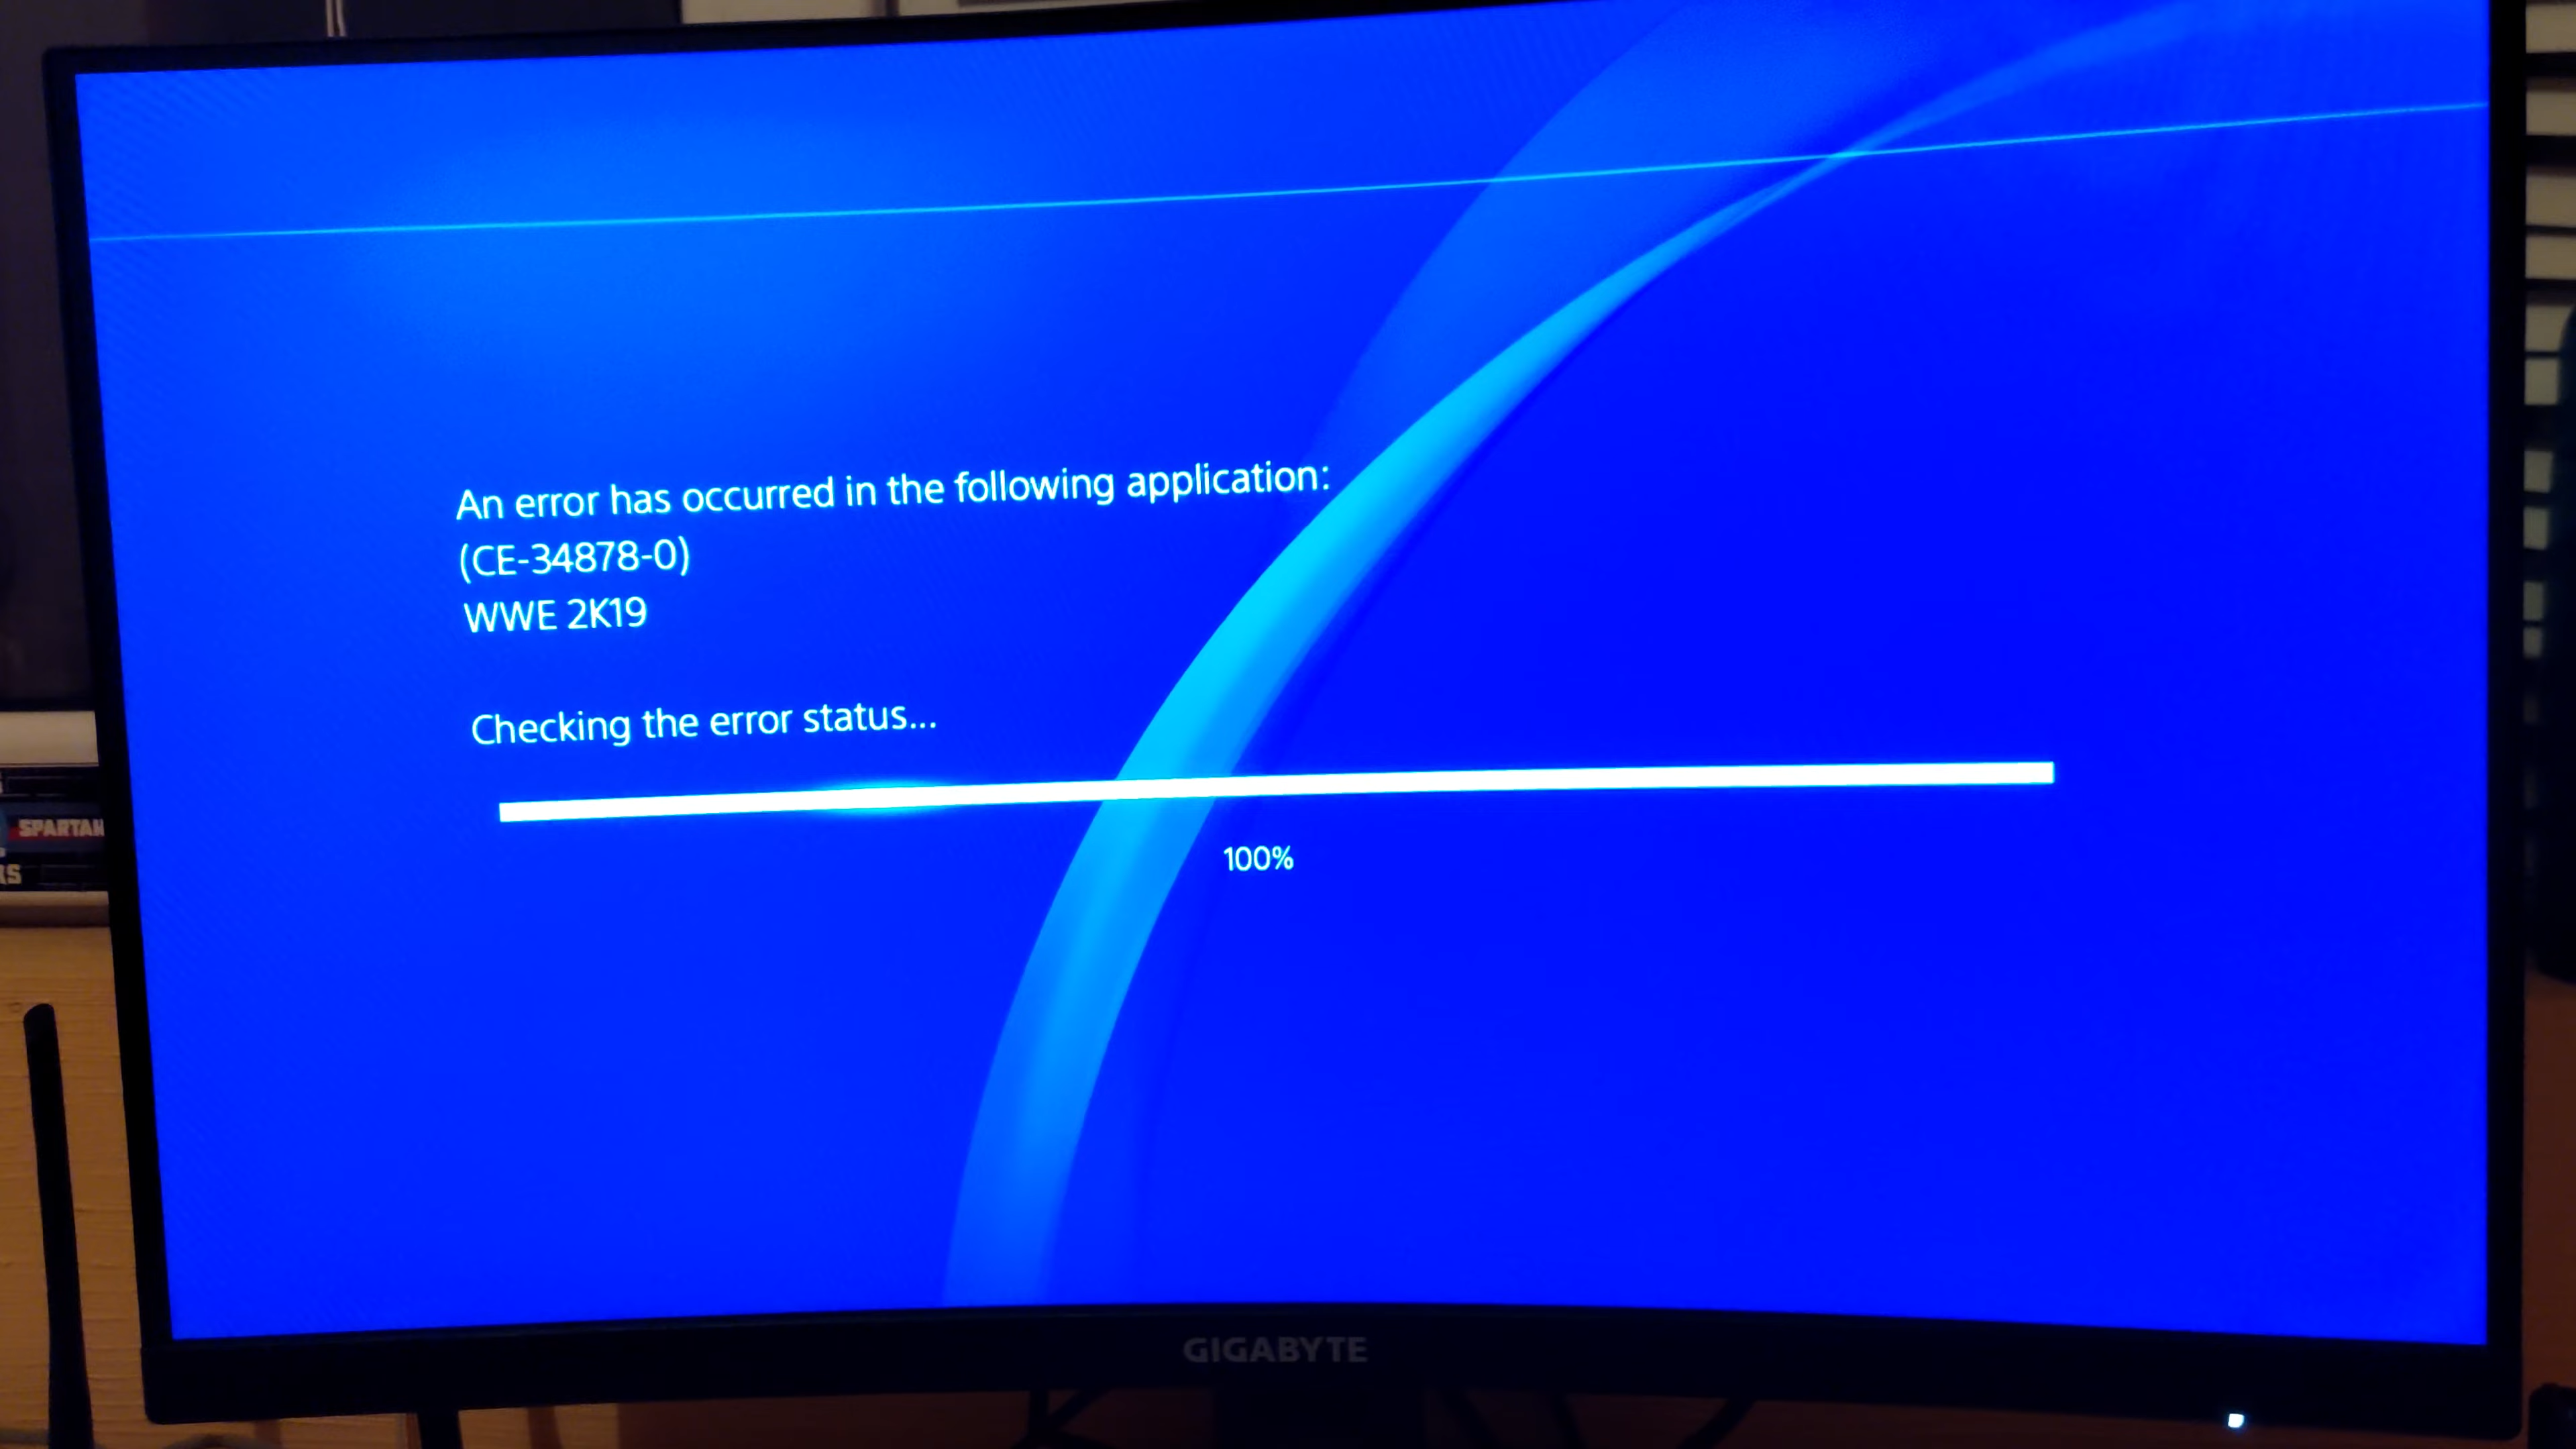 An error has occurred in the following application:
(CE-34878-0)
WWE 2K19
Checking the error status...
100%
SPARTAN
RS
GIGABYTE